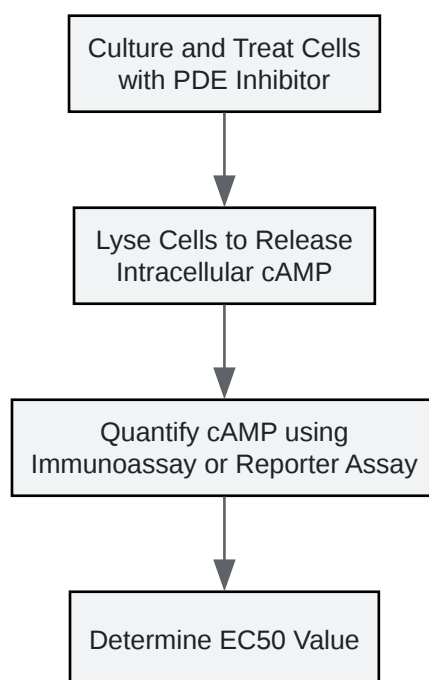 Culture and Treat Cells
with PDE Inhibitor
Lyse Cells to Release
Intracellular cAMP
Quantify cAMP using
Immunoassay or Reporter Assay
Determine EC50 Value